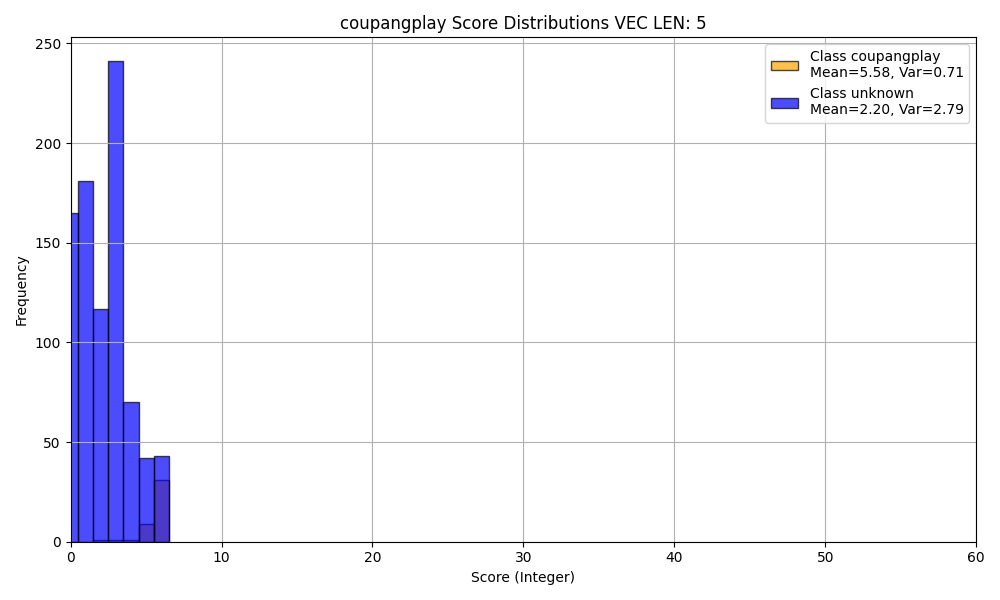 coupangplay Score Distributions VEC LEN: 5
Class coupangplay
Mean=5.58, Var=0.71
Class unknown
Mean=2.20, Var=2.79
Frequency
250
200
150
100
50
0
0 10 20 30 40 50 60
Score (Integer)